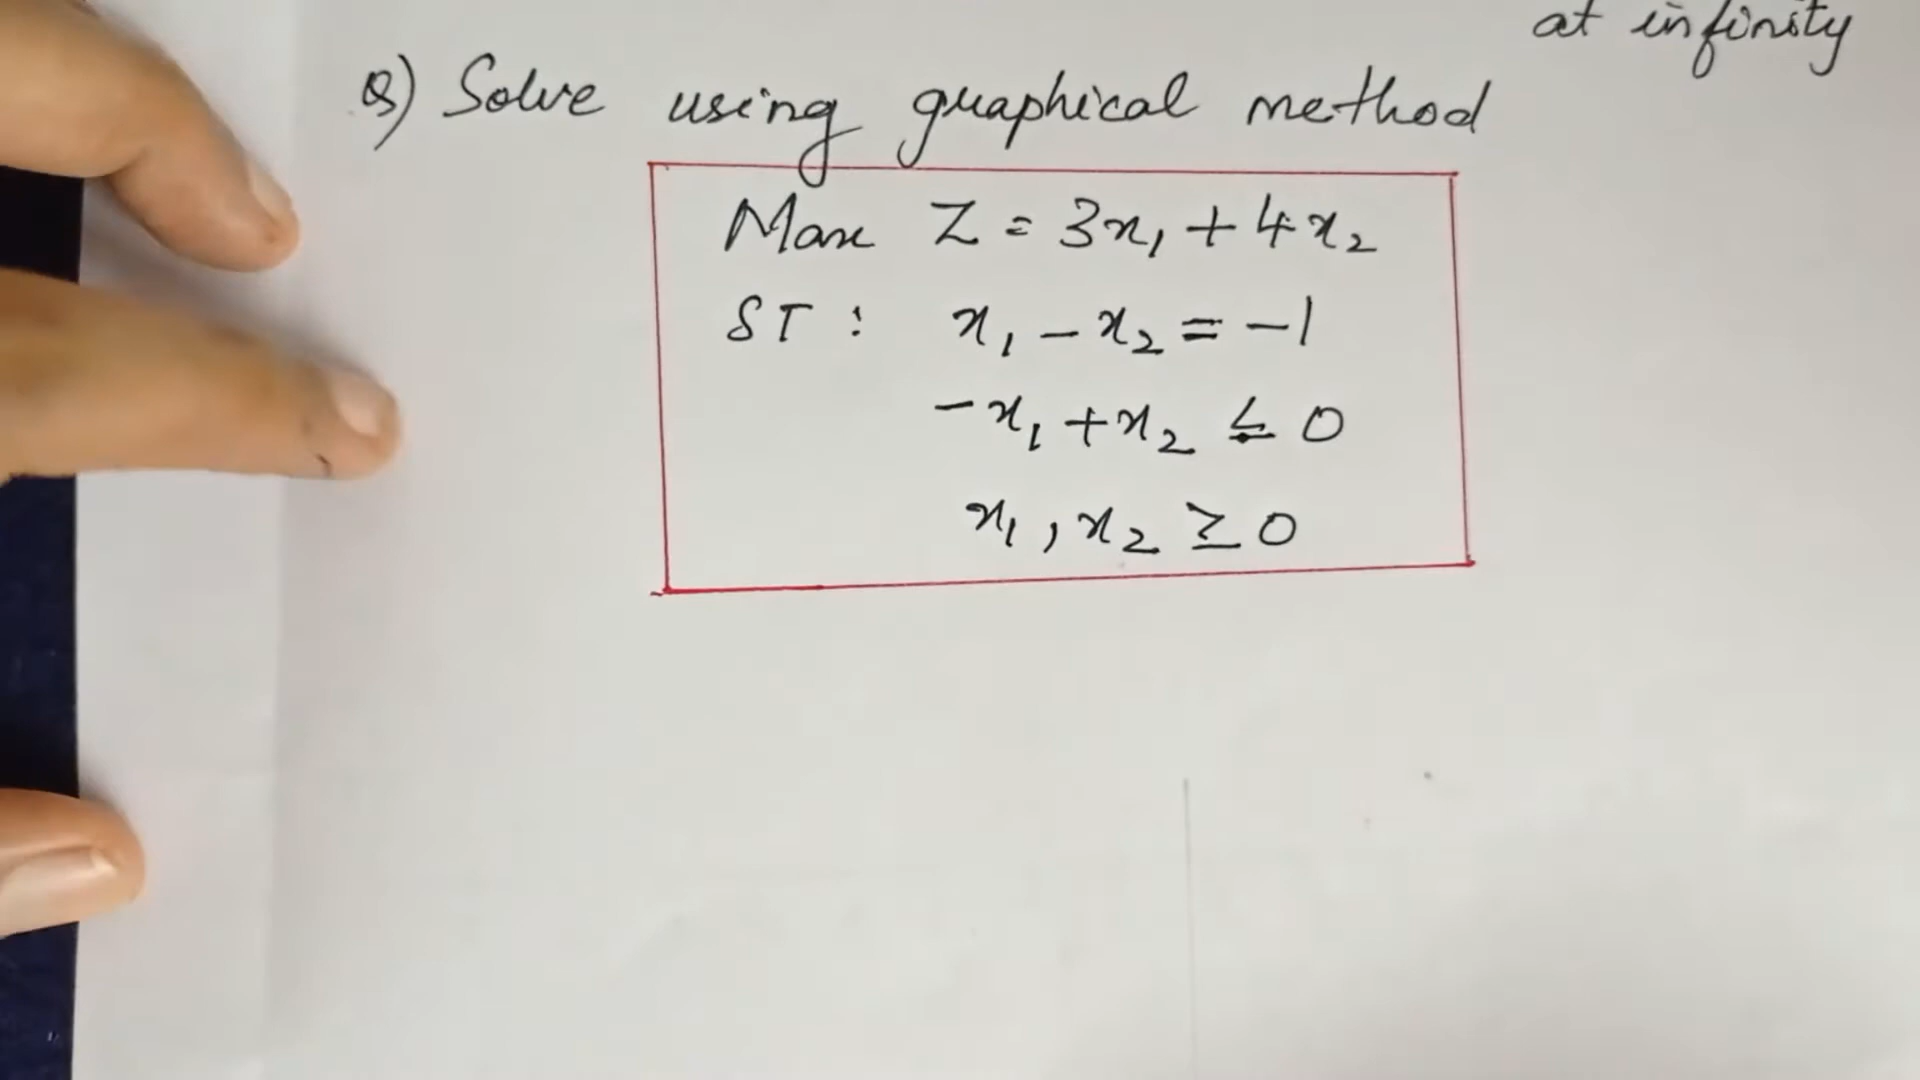 at infinity
Q) Solve using graphical method
Max Z = 3x₁ + 4x₂
ST : x₁ - x₂ = -1
-x₁ + x₂ ≤ 0
x₁, x₂ ≥ 0